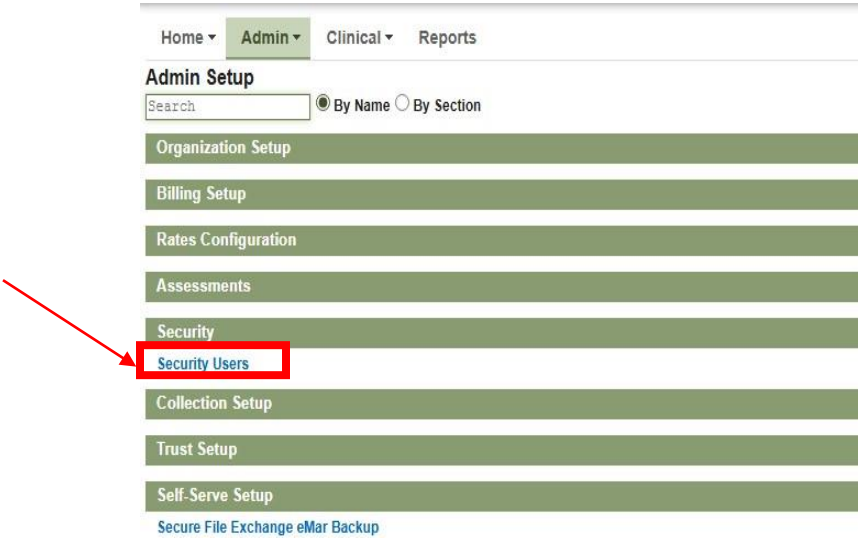 Home Admin Clinical Reports
Admin Setup
Search By Name By Section
Organization Setup
Billing Setup
Rates Configuration
Assessments
Security
Security Users
Collection Setup
Trust Setup
Self-Serve Setup
Secure File Exchange eMar Backup